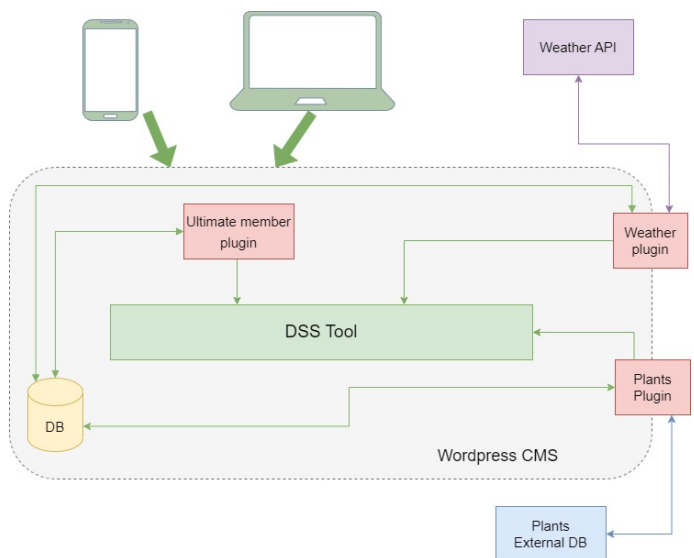 Weather API
Ultimate member
plugin
Weather
plugin
DSS Tool
Plants
Plugin
DB
Wordpress CMS
Plants
External DB